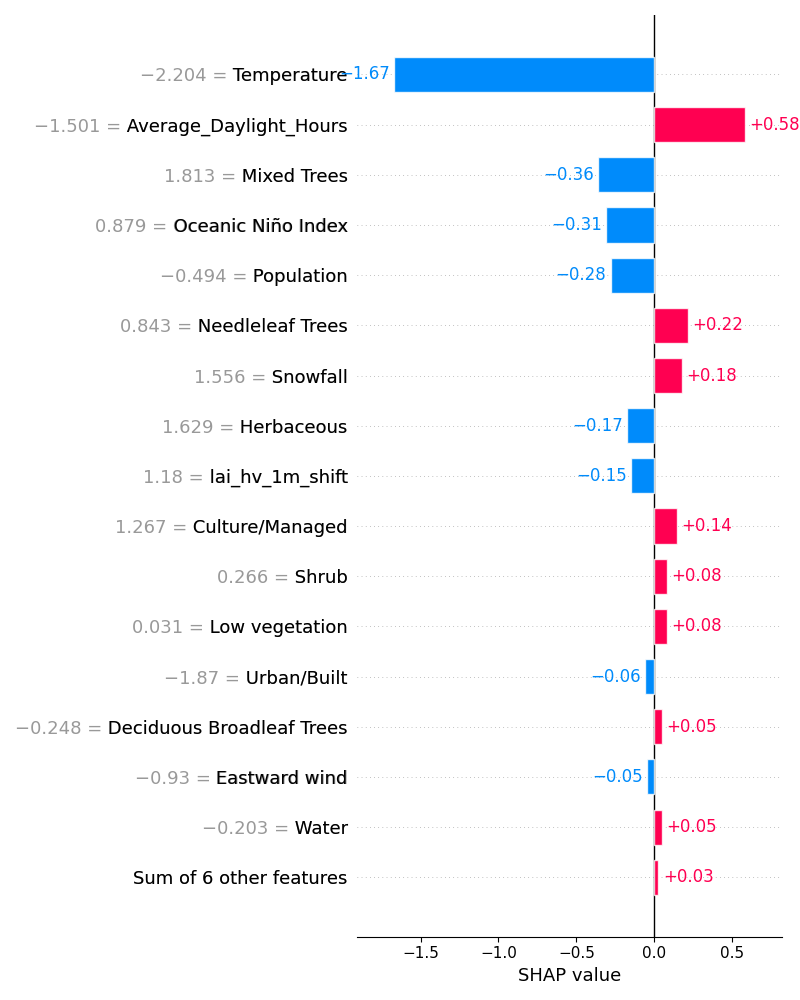 −2.204 = Temperature −1.67
−1.501 = Average_Daylight_Hours +0.58
1.813 = Mixed Trees −0.36
0.879 = Oceanic Niño Index −0.31
−0.494 = Population −0.28
0.843 = Needleleaf Trees +0.22
1.556 = Snowfall +0.18
1.629 = Herbaceous −0.17
1.18 = lai_hv_1m_shift −0.15
1.267 = Culture/Managed +0.14
0.266 = Shrub +0.08
0.031 = Low vegetation +0.08
−1.87 = Urban/Built −0.06
−0.248 = Deciduous Broadleaf Trees +0.05
−0.93 = Eastward wind −0.05
−0.203 = Water +0.05
Sum of 6 other features +0.03
−1.5 −1.0 −0.5 0.0 0.5
SHAP value